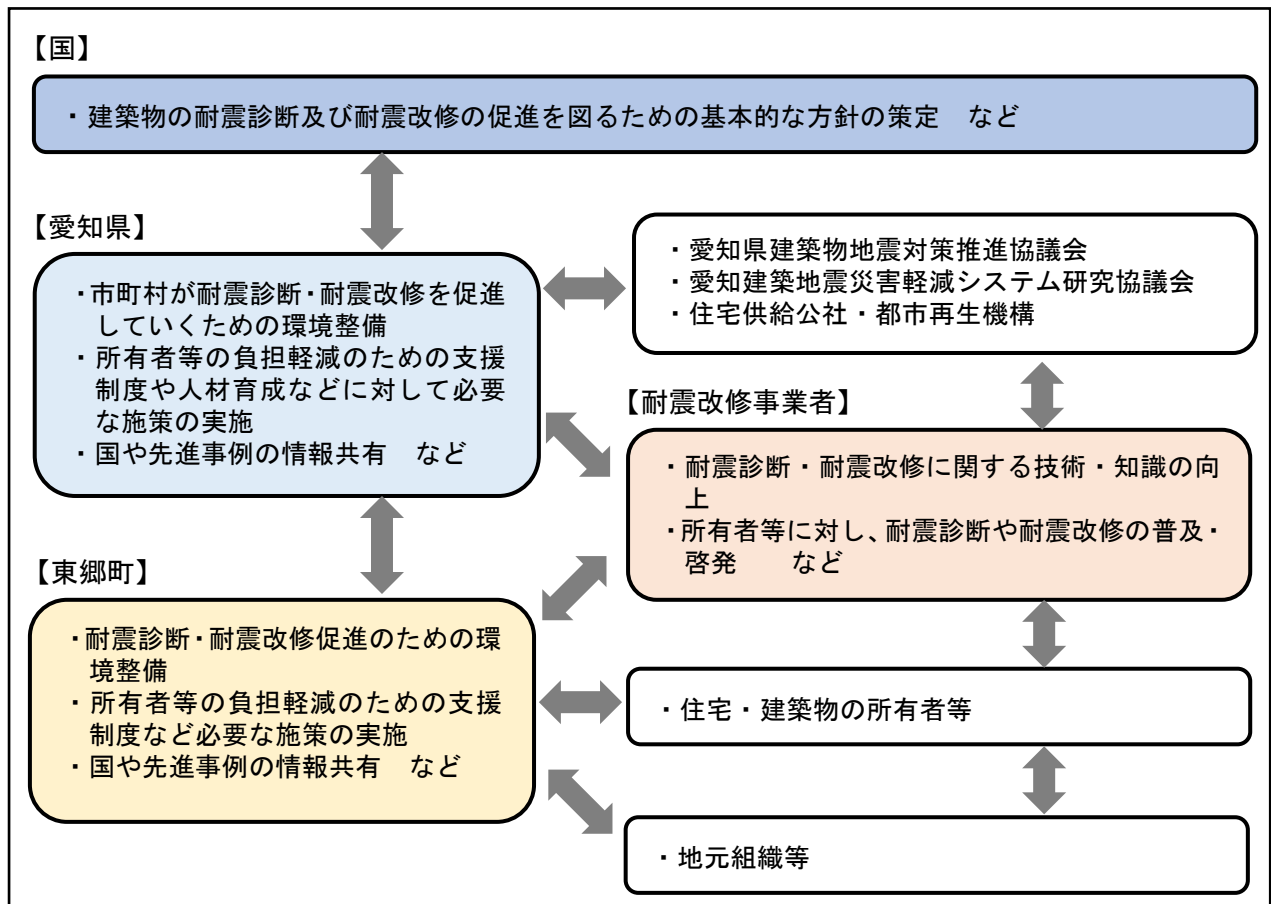 【国】
・建築物の耐震診断及び耐震改修の促進を図るための基本的な方針の策定　など
【愛知県】
・市町村が耐震診断・耐震改修を促進
していくための環境整備
・所有者等の負担軽減のための支援
制度や人材育成などに対して必要
な施策の実施
・国や先進事例の情報共有　など
・愛知県建築物地震対策推進協議会
・愛知建築地震災害軽減システム研究協議会
・住宅供給公社・都市再生機構
【耐震改修事業者】
・耐震診断・耐震改修に関する技術・知識の向
上
・所有者等に対し、耐震診断や耐震改修の普及・
啓発　　など
【東郷町】
・耐震診断・耐震改修促進のための環
境整備
・所有者等の負担軽減のための支援
制度など必要な施策の実施
・国や先進事例の情報共有　など
・住宅・建築物の所有者等
・地元組織等